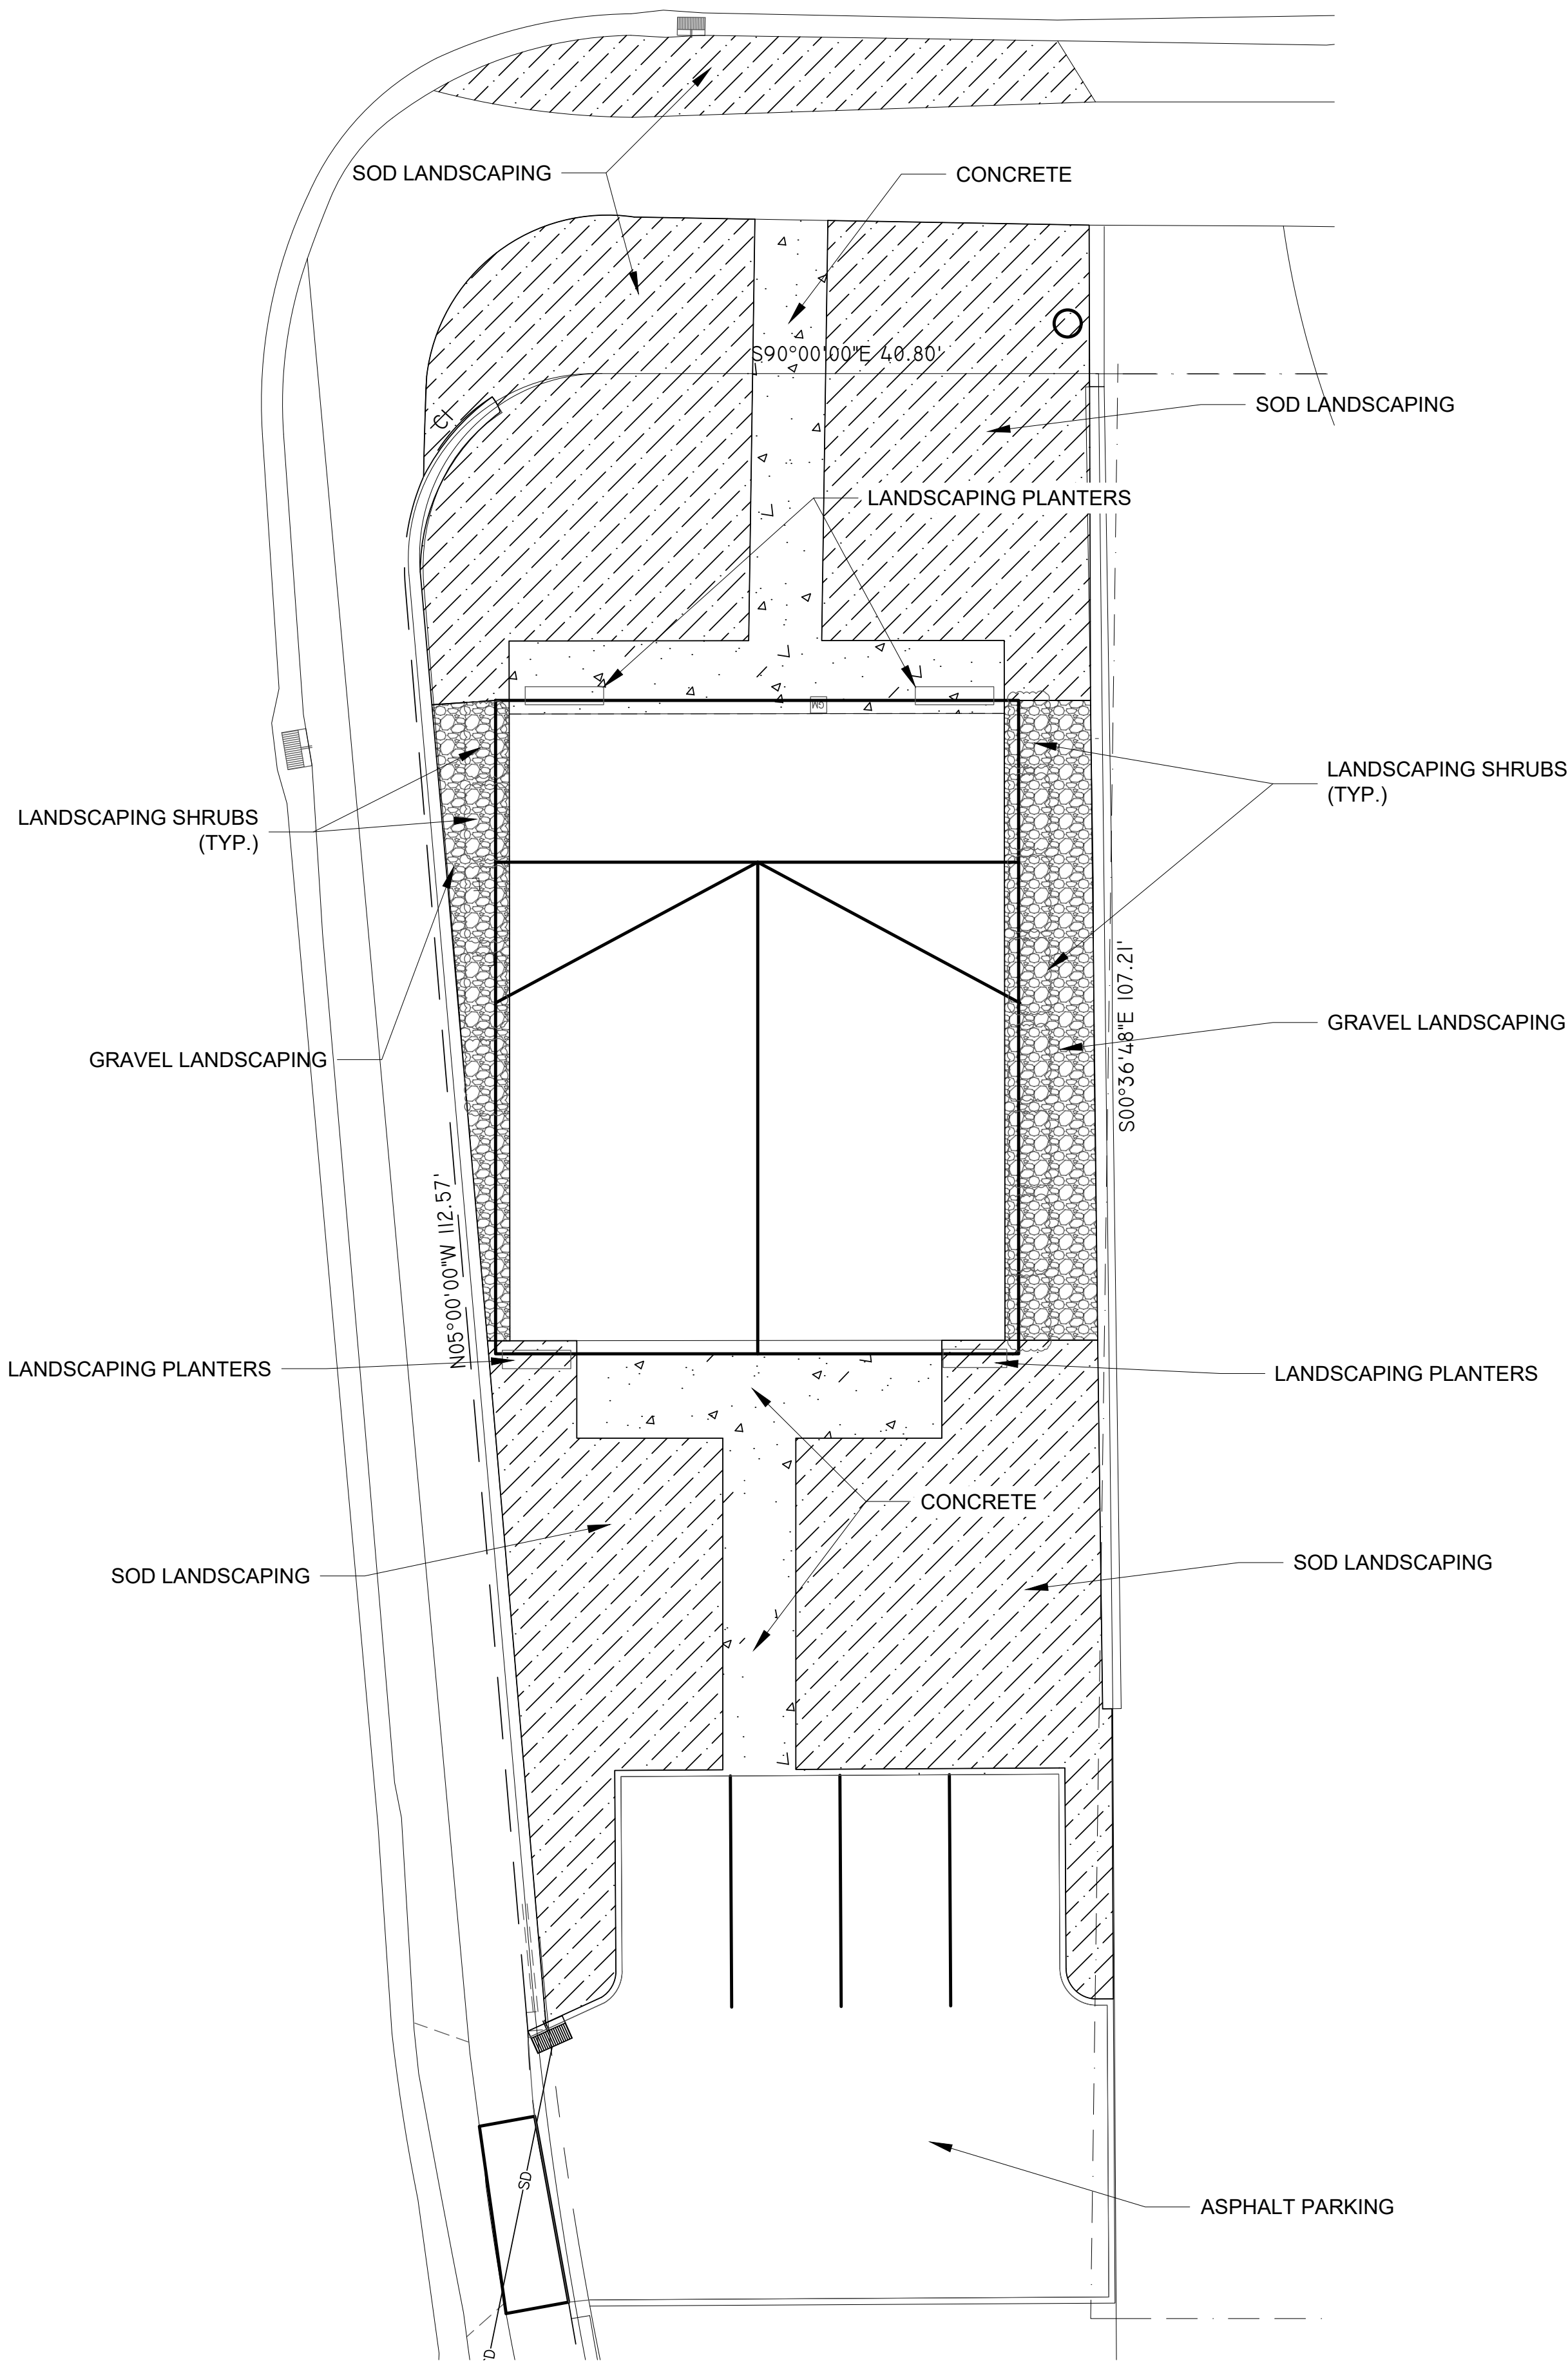 SOD LANDSCAPING
CONCRETE
S90°00'00"E 40.80'
SOD LANDSCAPING
C1
LANDSCAPING PLANTERS
GM
LANDSCAPING SHRUBS
(TYP.)
LANDSCAPING SHRUBS
(TYP.)
GRAVEL LANDSCAPING
S00°36'48"E 107.21'
GRAVEL LANDSCAPING
N05°00'00"W 112.57'
LANDSCAPING PLANTERS
LANDSCAPING PLANTERS
CONCRETE
SOD LANDSCAPING
SOD LANDSCAPING
SD
ASPHALT PARKING